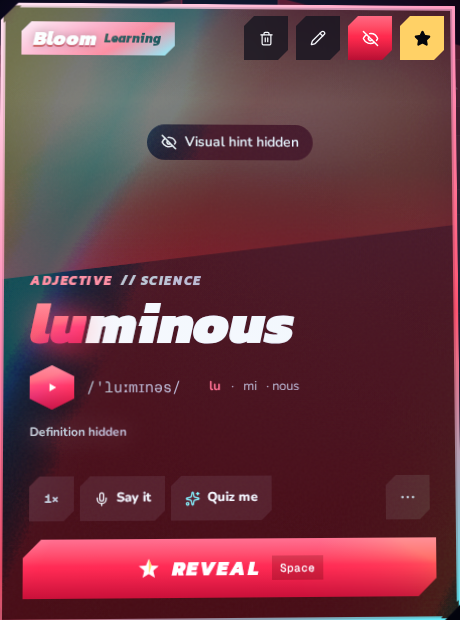 Bloom Learning
Visual hint hidden
ADJECTIVE // SCIENCE
luminous
/ˈluːmɪnəs/ lu · mi · nous
Definition hidden
1× Say it Quiz me ...
REVEAL Space